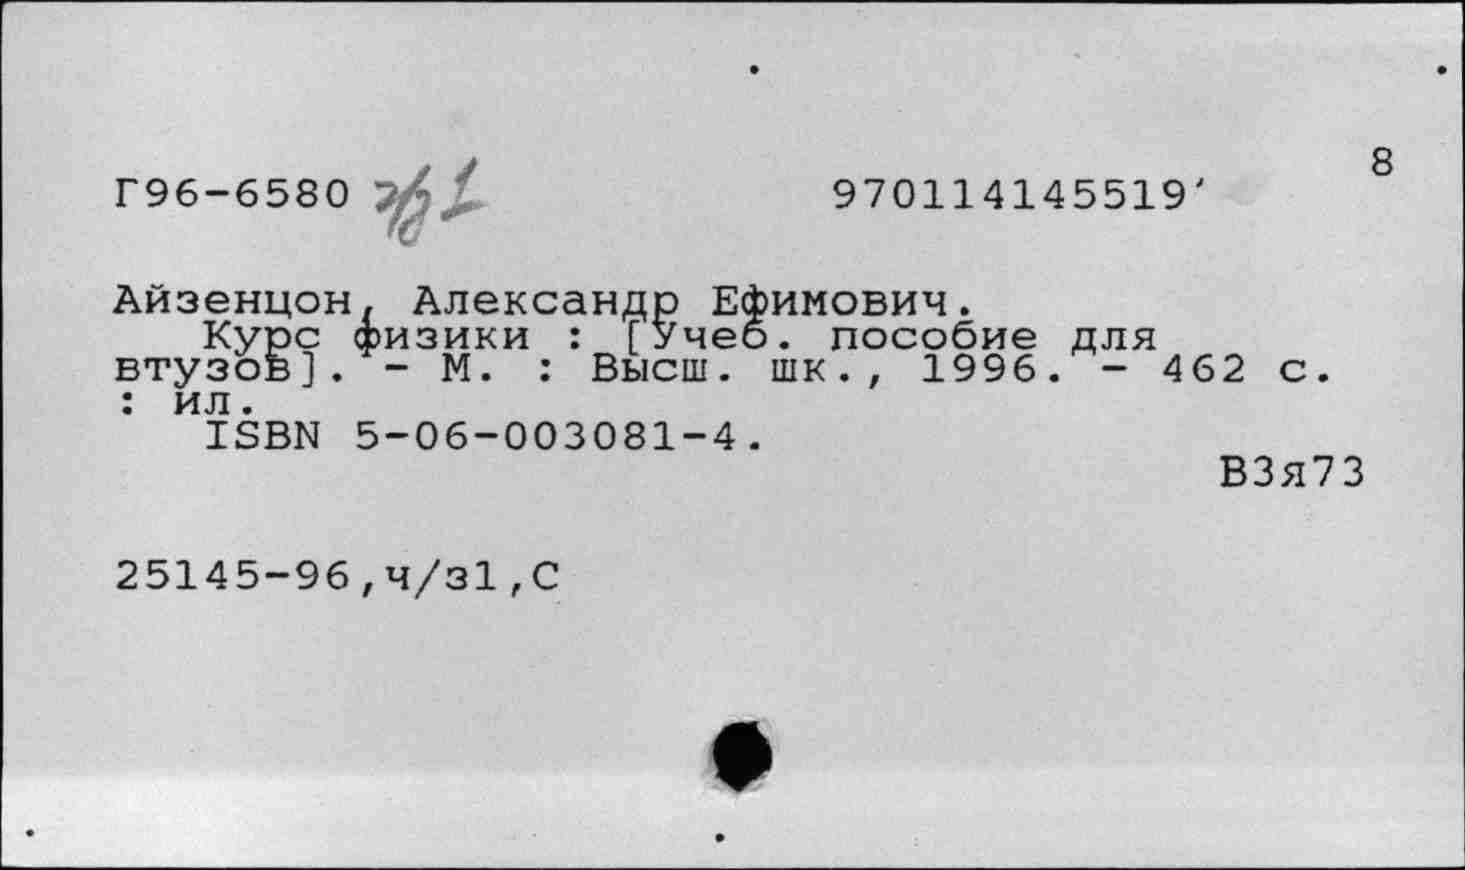 8
Г96-6580 970114145519'
Айзенцон, Александр Ефимович.
Курс физики : [Учеб. пособие для
втузов]. - М. : Высш. шк., 1996. - 462 с.
: ил.
ISBN 5-06-003081-4.
В3я73
25145-96,ч/з1,С